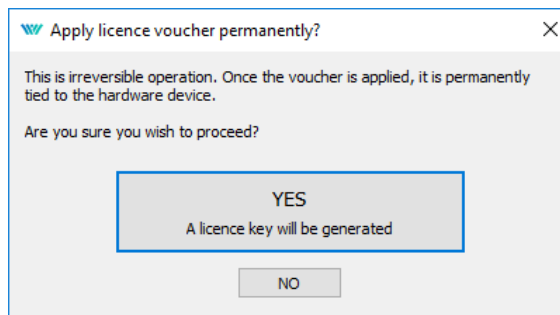 Apply licence voucher permanently?
This is irreversible operation. Once the voucher is applied, it is permanently
tied to the hardware device.
Are you sure you wish to proceed?
YES
A licence key will be generated
NO